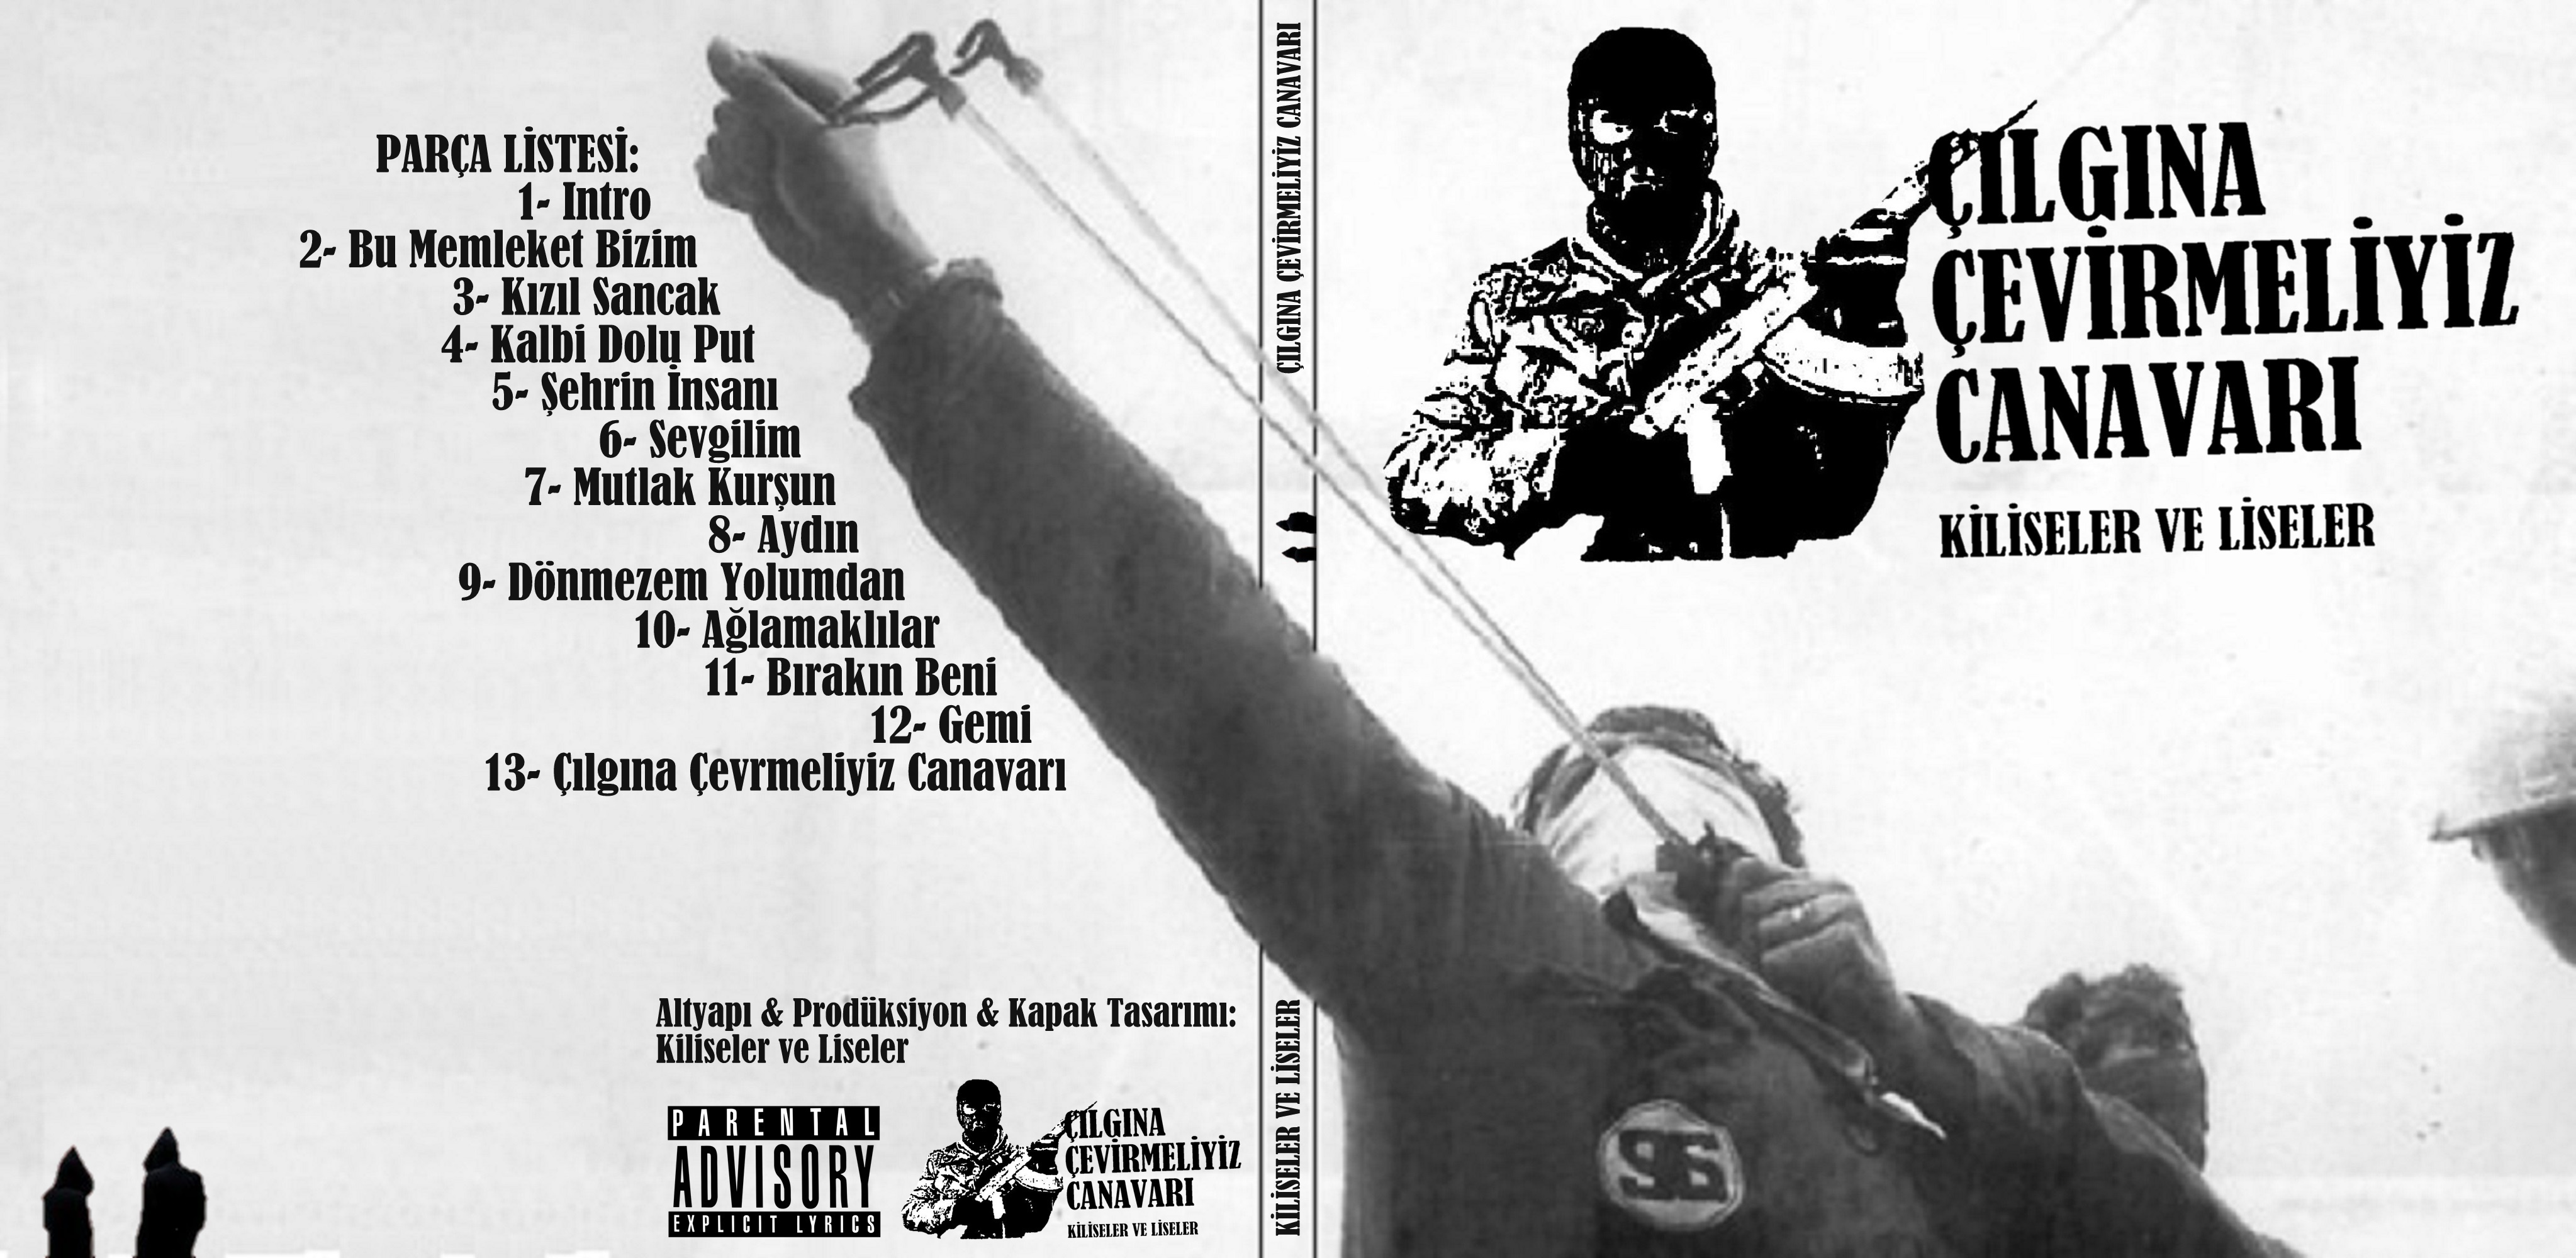 PARÇA LİSTESİ:
1- Intro
2- Bu Memleket Bizim
3- Kızıl Sancak
4- Kalbi Dolu Put
5- Şehrin İnsanı
6- Sevgilim
7- Mutlak Kurşun
8- Aydın
9- Dönmezem Yolumdan
10- Ağlamaklılar
11- Bırakın Beni
12- Gemi
13- Çılgına Çevrmeliyiz Canavarı
Altyapı & Prodüksiyon & Kapak Tasarımı:
Kiliseler ve Liseler
PARENTAL
ADVISORY
EXPLICIT LYRICS
ÇILGINA
ÇEVİRMELİYİZ
CANAVARI
KİLİSELER VE LİSELER
ÇILGINA ÇEVİRMELİYİZ CANAVARI
KİLİSELER VE LİSELER
ÇILGINA
ÇEVİRMELİYİZ
CANAVARI
KİLİSELER VE LİSELER
96